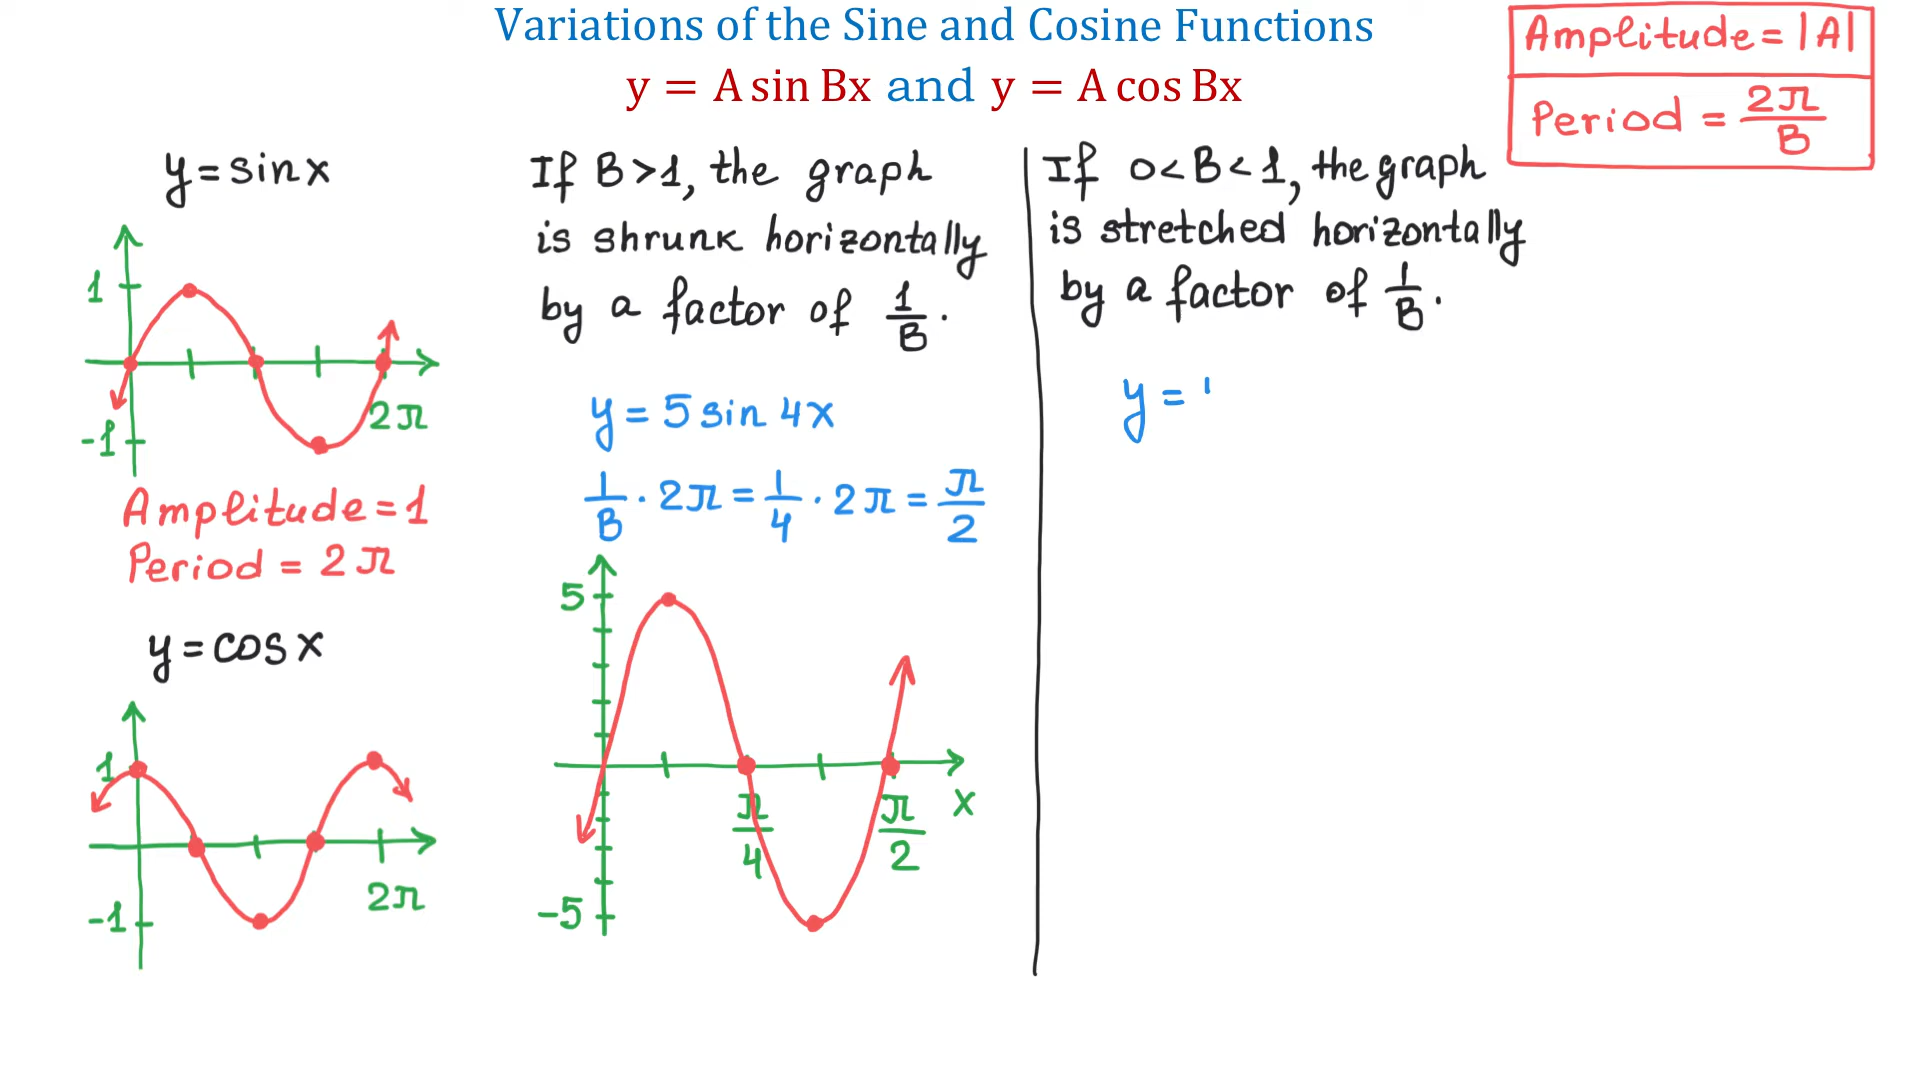 Variations of the Sine and Cosine Functions
y = A sin Bx and y = A cos Bx
Amplitude = |A|
Period = 2π/B
y = sin x
1
-1
2π
Amplitude = 1
Period = 2π
y = cos x
1
-1
2π
If B > 1, the graph
is shrunk horizontally
by a factor of 1/B.
y = 5 sin 4x
1/B · 2π = 1/4 · 2π = π/2
5
-5
π/4
π/2
x
If 0 < B < 1, the graph
is stretched horizontally
by a factor of 1/B.
y =